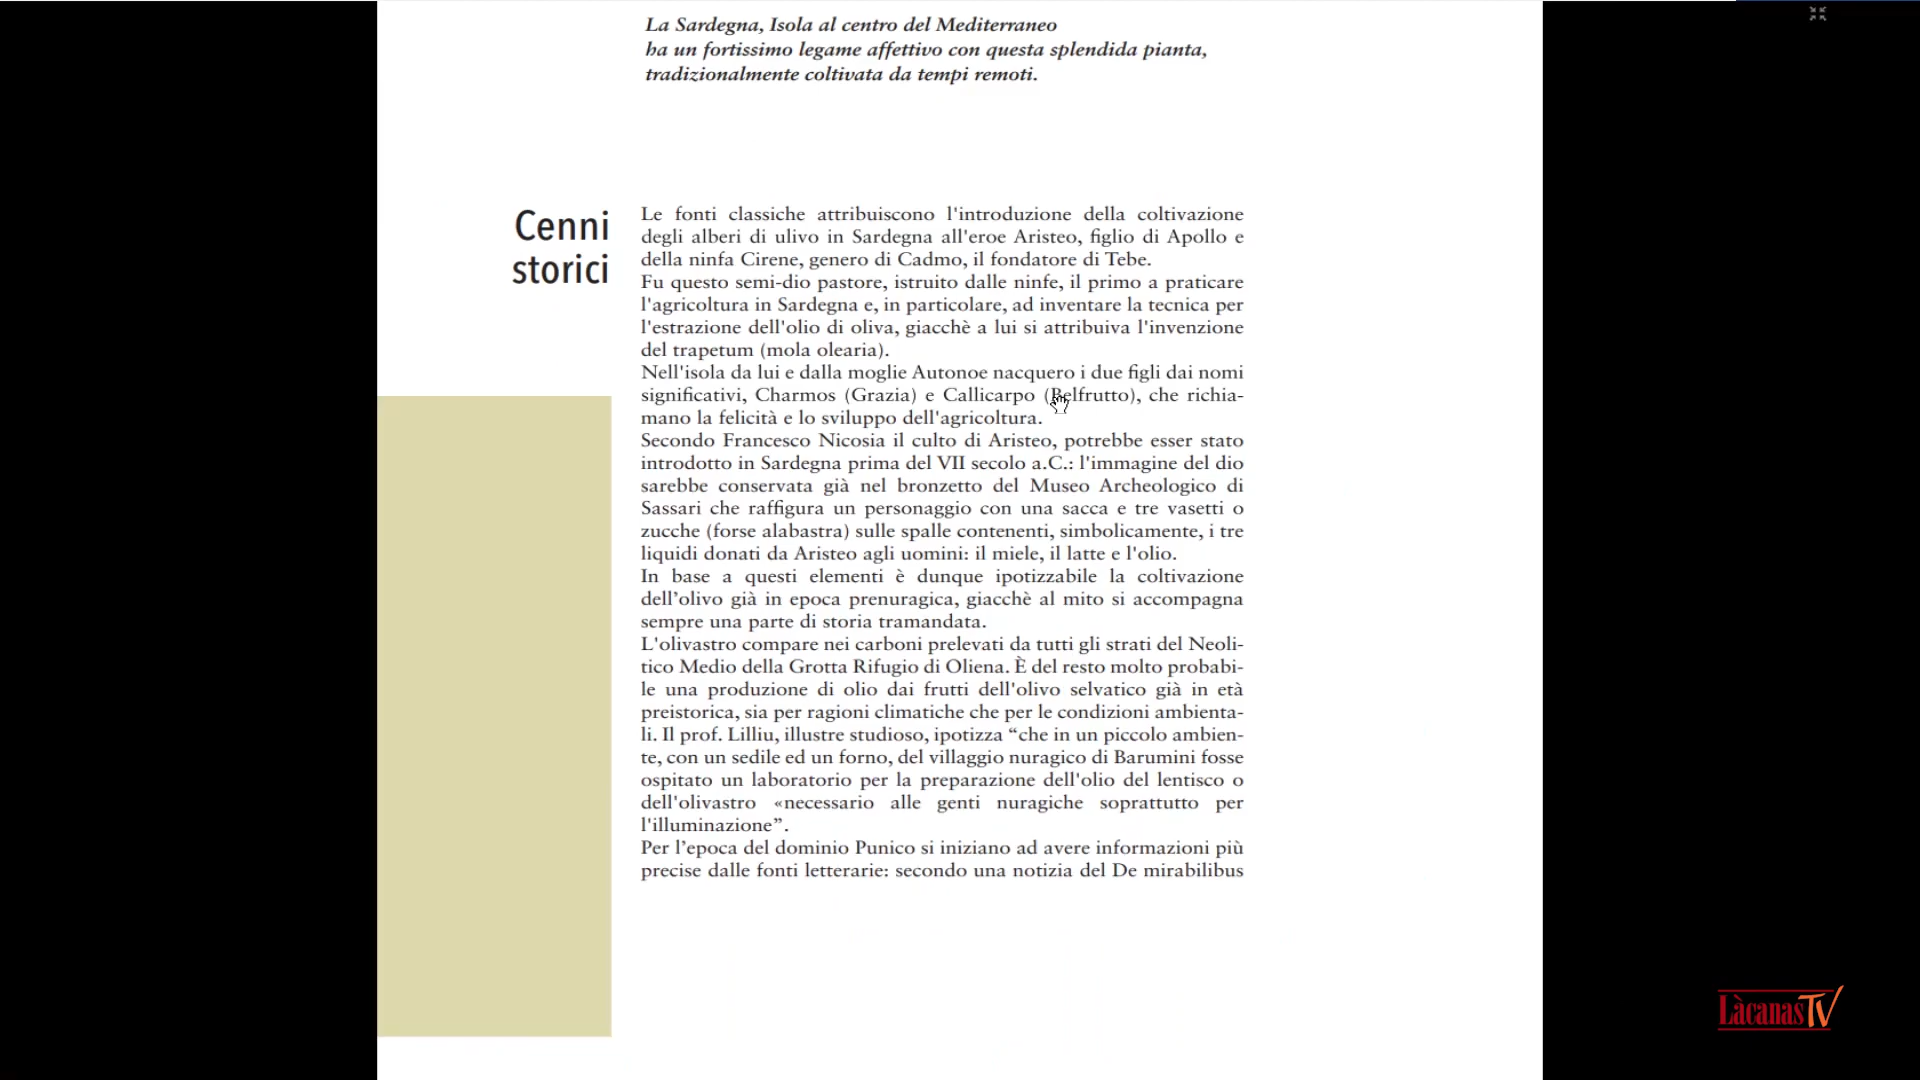 La Sardegna, Isola al centro del Mediterraneo
ha un fortissimo legame affettivo con questa splendida pianta,
tradizionalmente coltivata da tempi remoti.
Cenni
storici
Le fonti classiche attribuiscono l'introduzione della coltivazione
degli alberi di ulivo in Sardegna all'eroe Aristeo, figlio di Apollo e
della ninfa Cirene, genero di Cadmo, il fondatore di Tebe.
Fu questo semi-dio pastore, istruito dalle ninfe, il primo a praticare
l'agricoltura in Sardegna e, in particolare, ad inventare la tecnica per
l'estrazione dell'olio di oliva, giacchè a lui si attribuiva l'invenzione
del trapetum (mola olearia).
Nell'isola da lui e dalla moglie Autonoe nacquero i due figli dai nomi
significativi, Charmos (Grazia) e Callicarpo (Belfrutto), che richia-
mano la felicità e lo sviluppo dell'agricoltura.
Secondo Francesco Nicosia il culto di Aristeo, potrebbe esser stato
introdotto in Sardegna prima del VII secolo a.C.: l'immagine del dio
sarebbe conservata già nel bronzetto del Museo Archeologico di
Sassari che raffigura un personaggio con una sacca e tre vasetti o
zucche (forse alabastra) sulle spalle contenenti, simbolicamente, i tre
liquidi donati da Aristeo agli uomini: il miele, il latte e l'olio.
In base a questi elementi è dunque ipotizzabile la coltivazione
dell’olivo già in epoca prenuragica, giacchè al mito si accompagna
sempre una parte di storia tramandata.
L'olivastro compare nei carboni prelevati da tutti gli strati del Neoli-
tico Medio della Grotta Rifugio di Oliena. È del resto molto probabi-
le una produzione di olio dai frutti dell'olivo selvatico già in età
preistorica, sia per ragioni climatiche che per le condizioni ambienta-
li. Il prof. Lilliu, illustre studioso, ipotizza “che in un piccolo ambien-
te, con un sedile ed un forno, del villaggio nuragico di Barumini fosse
ospitato un laboratorio per la preparazione dell'olio del lentisco o
dell'olivastro «necessario alle genti nuragiche soprattutto per
l'illuminazione”.
Per l’epoca del dominio Punico si iniziano ad avere informazioni più
precise dalle fonti letterarie: secondo una notizia del De mirabilibus
LàcanasTV